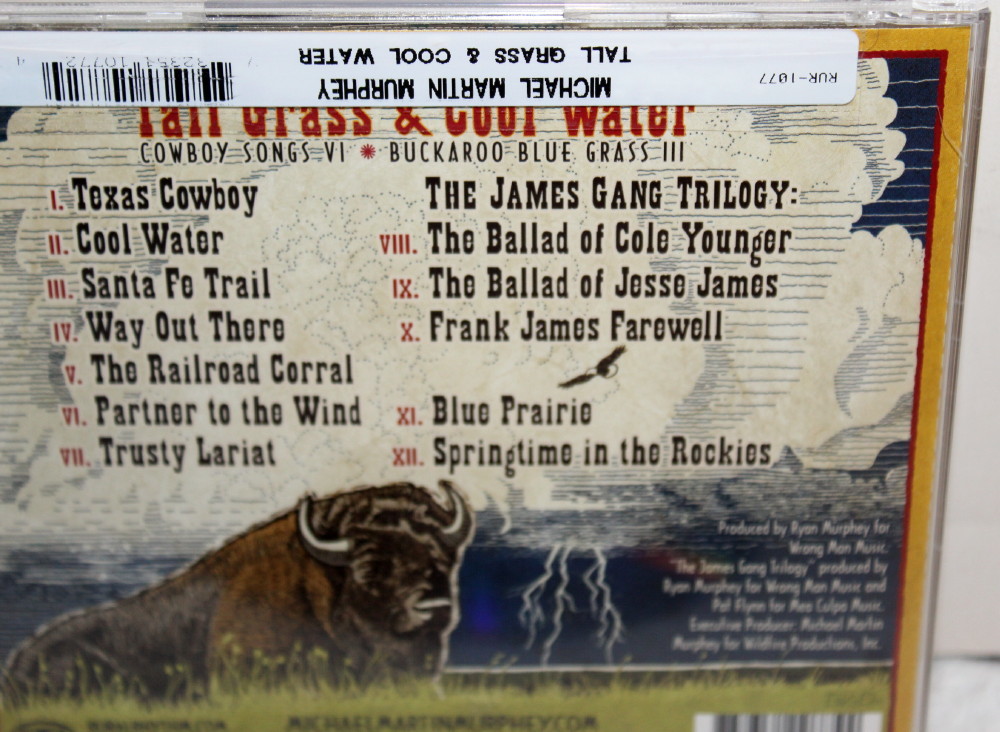 RUR-1077
MICHAEL MARTIN MURPHEY
TALL GRASS & COOL WATER
Tall Grass & Cool Water
COWBOY SONGS VI * BUCKAROO BLUE GRASS III
I. Texas Cowboy
II. Cool Water
III. Santa Fe Trail
IV. Way Out There
V. The Railroad Corral
VI. Partner to the Wind
VII. Trusty Lariat
THE JAMES GANG TRILOGY:
VIII. The Ballad of Cole Younger
IX. The Ballad of Jesse James
X. Frank James Farewell
XI. Blue Prairie
XII. Springtime in the Rockies
Produced by Ryan Murphey for
Wrong Man Music.
"The James Gang Trilogy" produced by
Ryan Murphey for Wrong Man Music and
Pat Flynn for Mea Culpa Music.
Executive Producer: Michael Martin
Murphey for Wildfire Productions, Inc.
MICHAELMARTINMURPHEY.COM